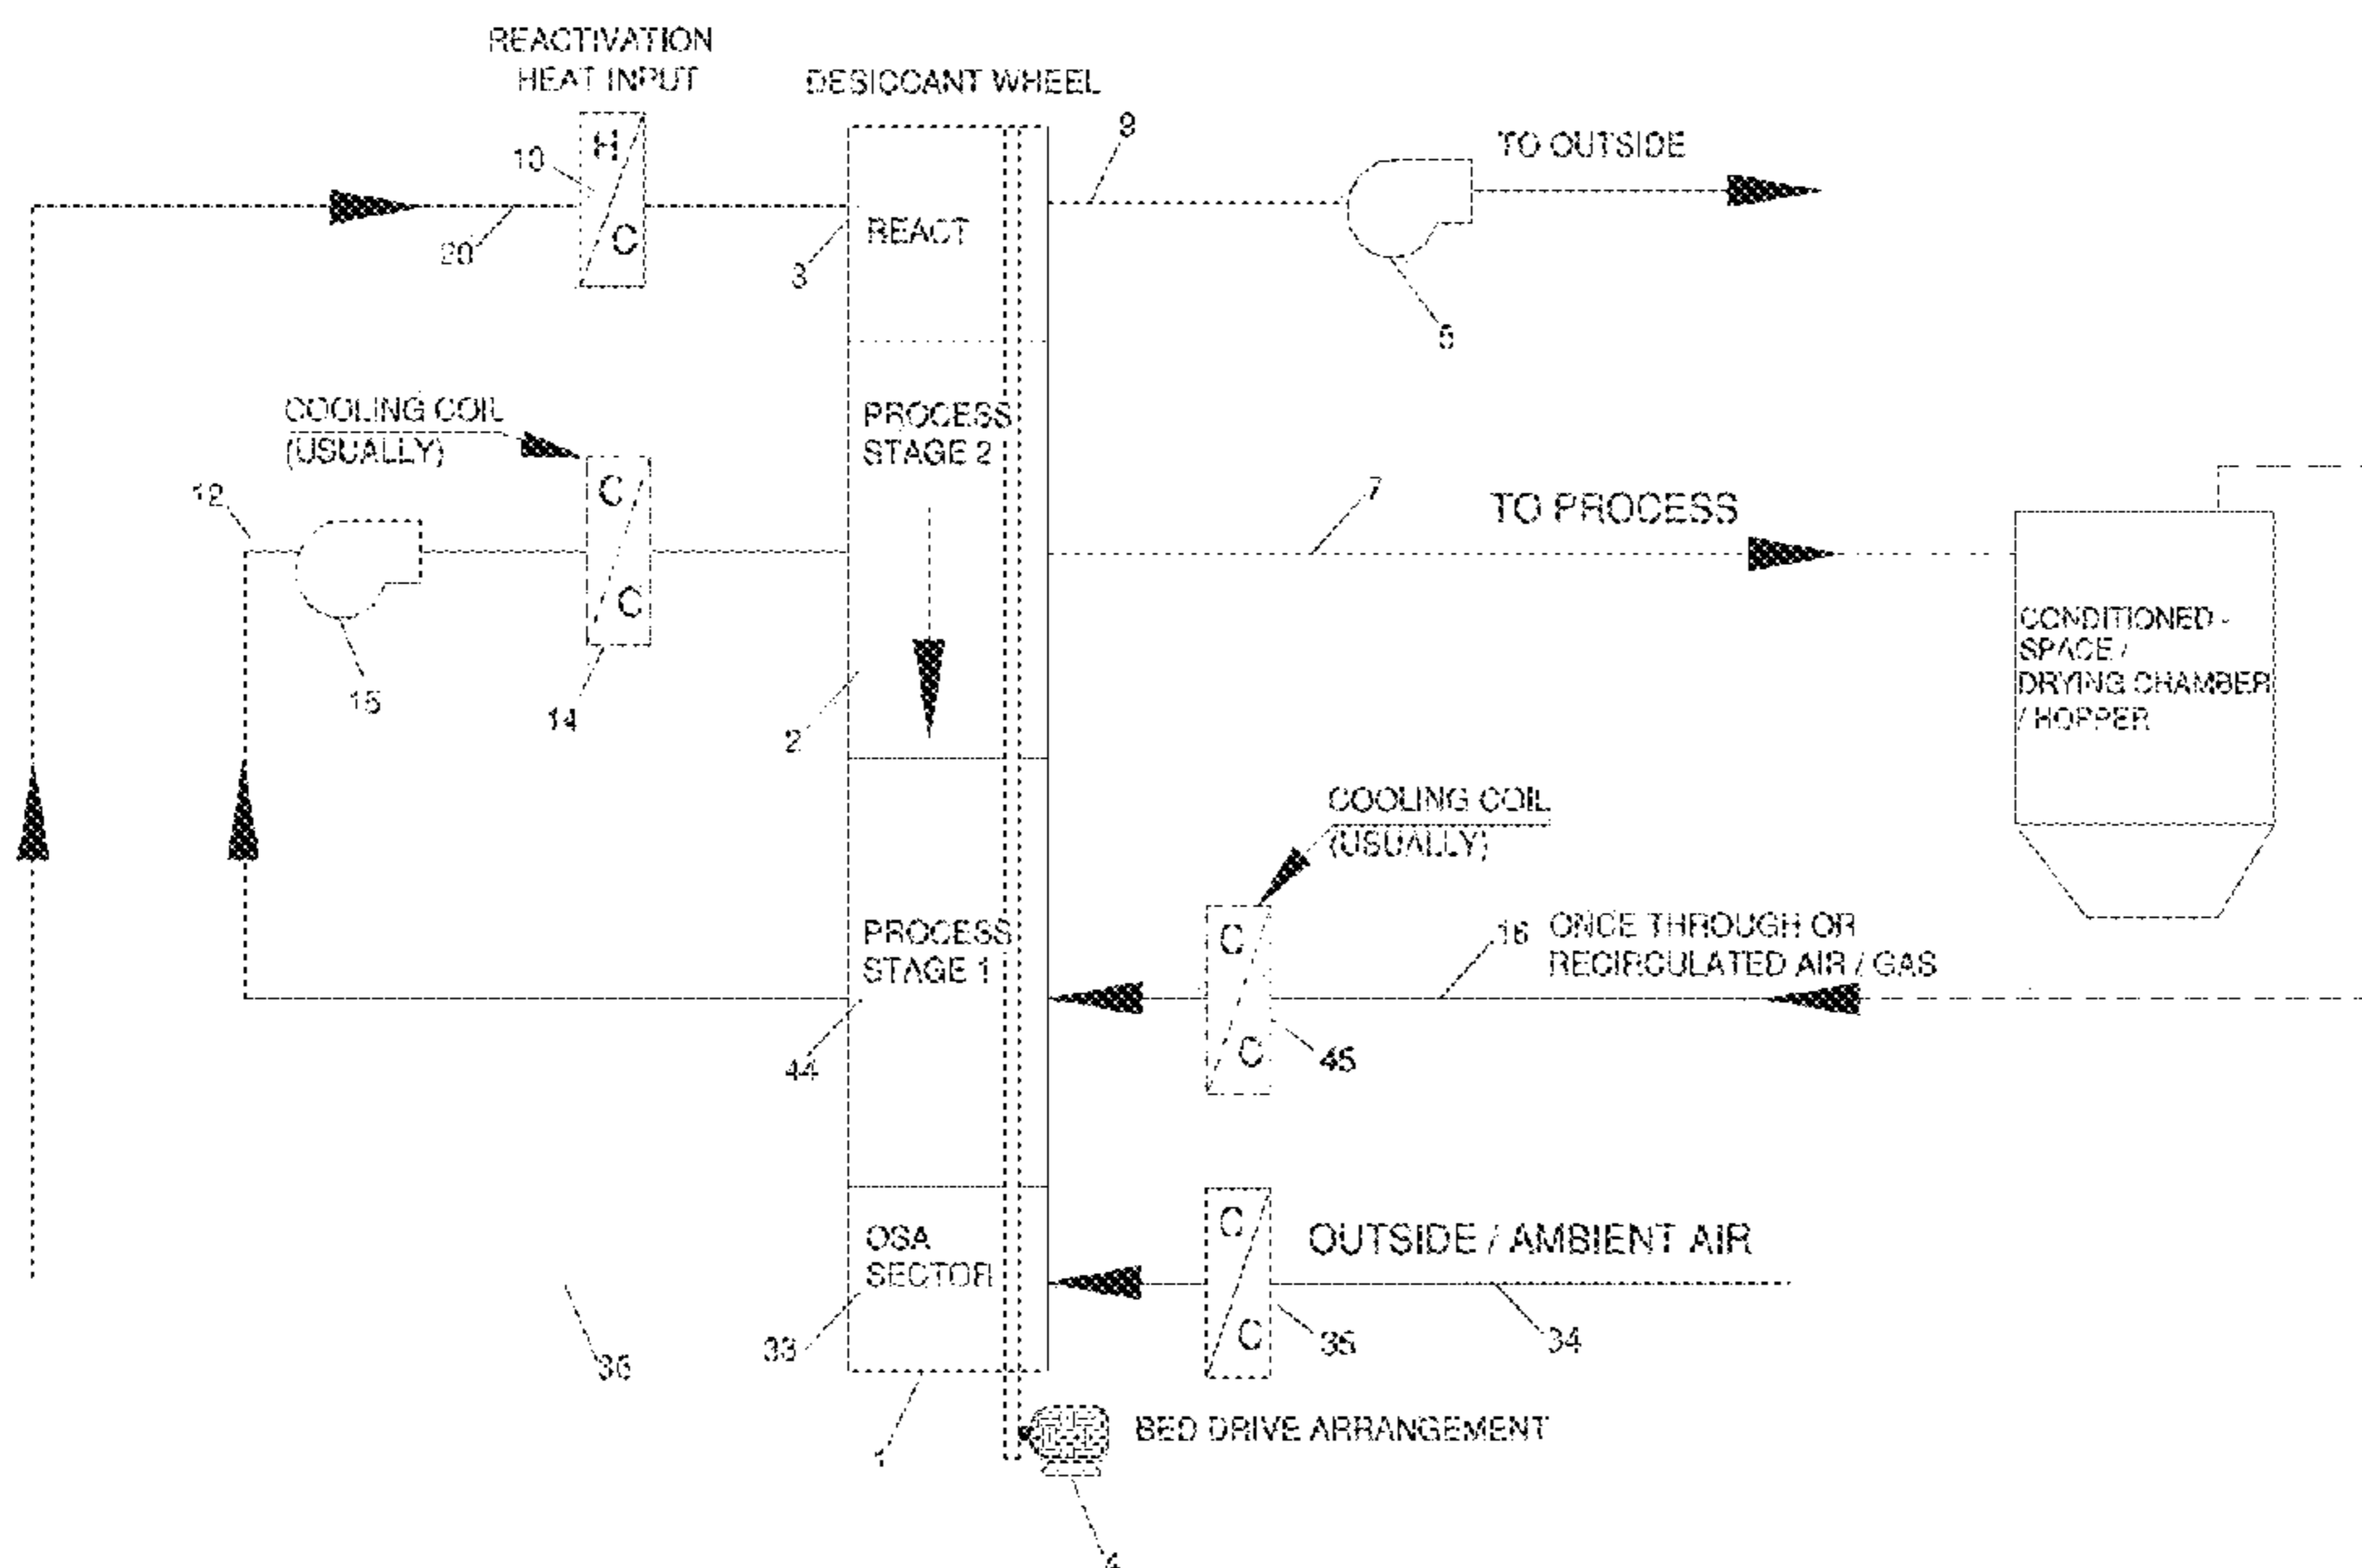 REACTIVATION
HEAT INPUT
DESICCANT WHEEL
9
TO OUTSIDE
H
10
C
20
3
REACT
COOLING COIL
(USUALLY)
PROCESS
STAGE 2
12
C
C
15
14
2
7
TO PROCESS
CONDITIONED -
SPACE /
DRYING CHAMBER
/ HOPPER
COOLING COIL
(USUALLY)
PROCESS
STAGE 1
44
C
C
45
16
ONCE THROUGH OR
RECIRCULATED AIR / GAS
OSA
SECTOR
33
36
C
C
35
OUTSIDE / AMBIENT AIR
34
1
BED DRIVE ARRANGEMENT